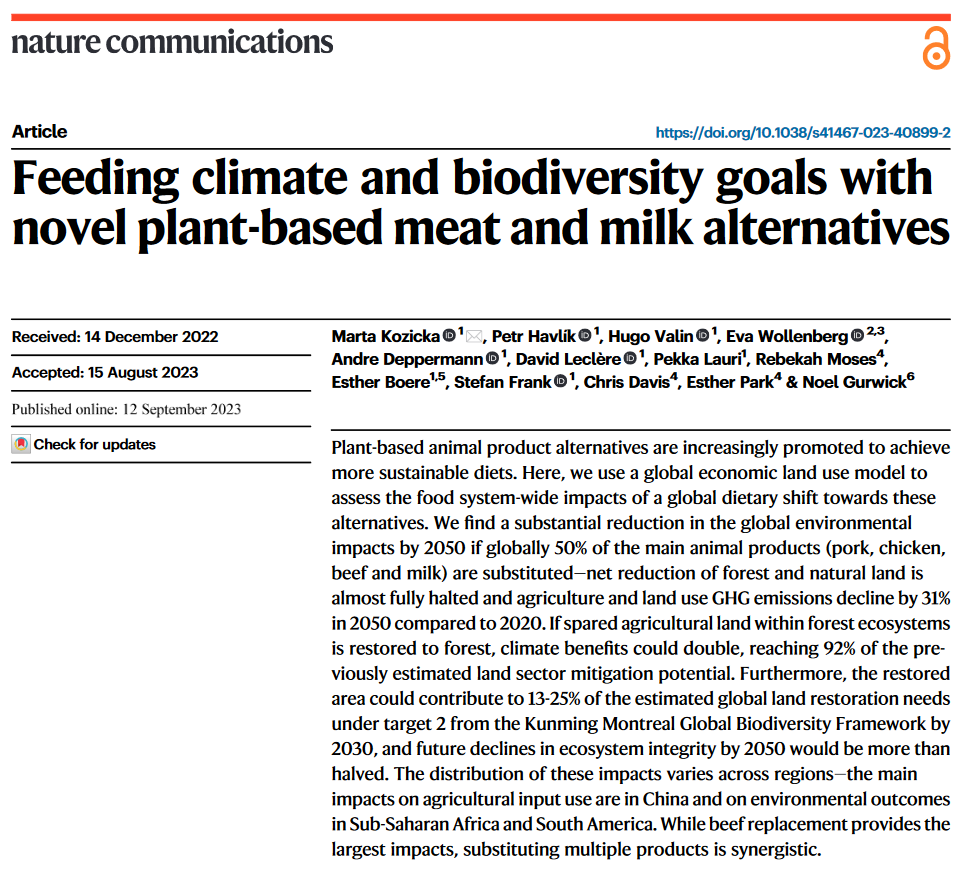 nature communications
Article
https://doi.org/10.1038/s41467-023-40899-2
Feeding climate and biodiversity goals with
novel plant-based meat and milk alternatives
Received: 14 December 2022
Accepted: 15 August 2023
Published online: 12 September 2023
Check for updates
Marta Kozicka iD 1, Petr Havlík iD 1, Hugo Valin iD 1, Eva Wollenberg iD 2,3,
Andre Deppermann iD 1, David Leclère iD 1, Pekka Lauri1, Rebekah Moses4,
Esther Boere1,5, Stefan Frank iD 1, Chris Davis4, Esther Park4 & Noel Gurwick6
Plant-based animal product alternatives are increasingly promoted to achieve
more sustainable diets. Here, we use a global economic land use model to
assess the food system-wide impacts of a global dietary shift towards these
alternatives. We find a substantial reduction in the global environmental
impacts by 2050 if globally 50% of the main animal products (pork, chicken,
beef and milk) are substituted—net reduction of forest and natural land is
almost fully halted and agriculture and land use GHG emissions decline by 31%
in 2050 compared to 2020. If spared agricultural land within forest ecosystems
is restored to forest, climate benefits could double, reaching 92% of the pre-
viously estimated land sector mitigation potential. Furthermore, the restored
area could contribute to 13-25% of the estimated global land restoration needs
under target 2 from the Kunming Montreal Global Biodiversity Framework by
2030, and future declines in ecosystem integrity by 2050 would be more than
halved. The distribution of these impacts varies across regions—the main
impacts on agricultural input use are in China and on environmental outcomes
in Sub-Saharan Africa and South America. While beef replacement provides the
largest impacts, substituting multiple products is synergistic.